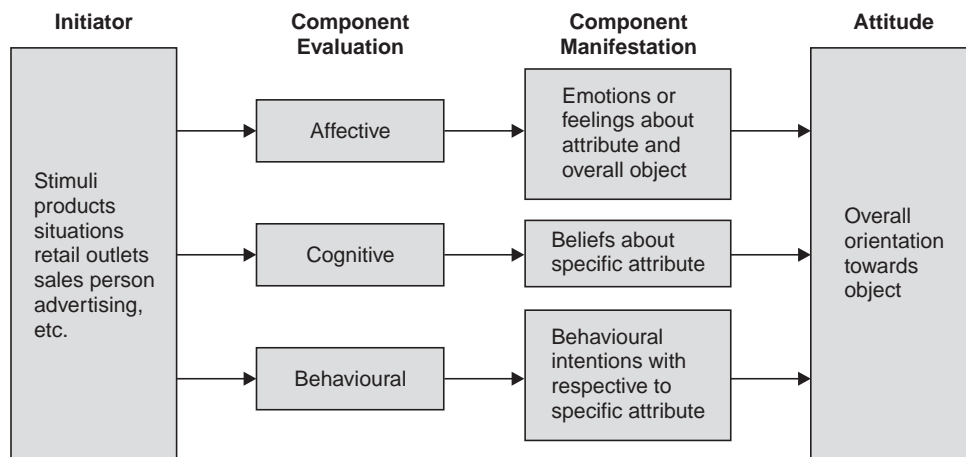 Initiator
Component
Evaluation
Component
Manifestation
Attitude
Stimuli
products
situations
retail outlets
sales person
advertising,
etc.
Affective
Emotions or
feelings about
attribute and
overall object
Cognitive
Beliefs about
specific attribute
Behavioural
Behavioural
intentions with
respective to
specific attribute
Overall
orientation
towards
object